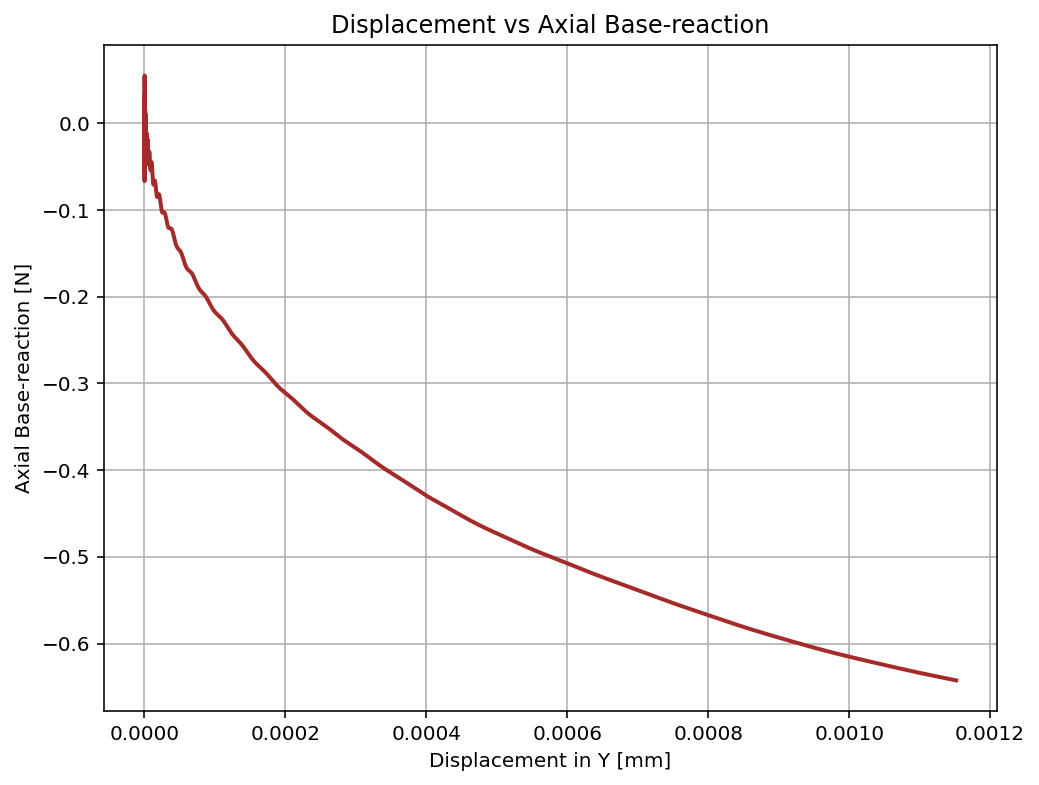 Displacement vs Axial Base-reaction
Axial Base-reaction [N]
0.0
−0.1
−0.2
−0.3
−0.4
−0.5
−0.6
0.0000 0.0002 0.0004 0.0006 0.0008 0.0010 0.0012
Displacement in Y [mm]